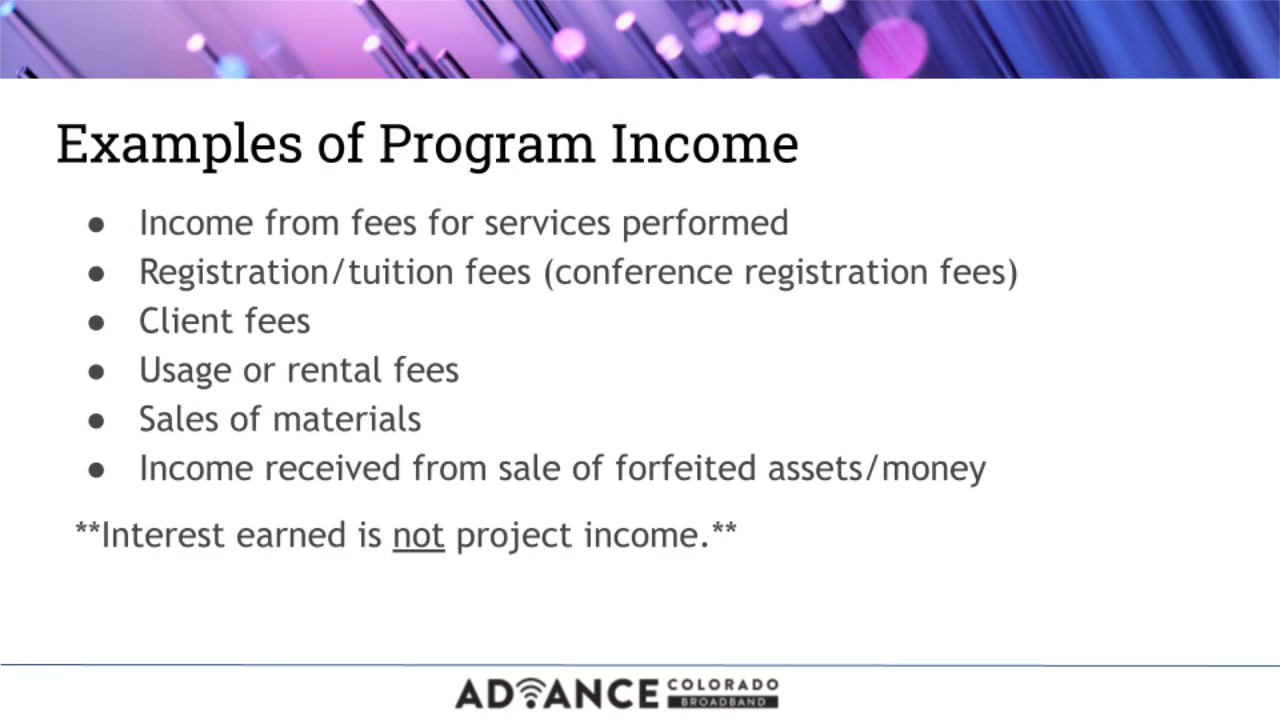 Examples of Program Income
● Income from fees for services performed
● Registration/tuition fees (conference registration fees)
● Client fees
● Usage or rental fees
● Sales of materials
● Income received from sale of forfeited assets/money
**Interest earned is not project income.**
ADVANCE COLORADO BROADBAND